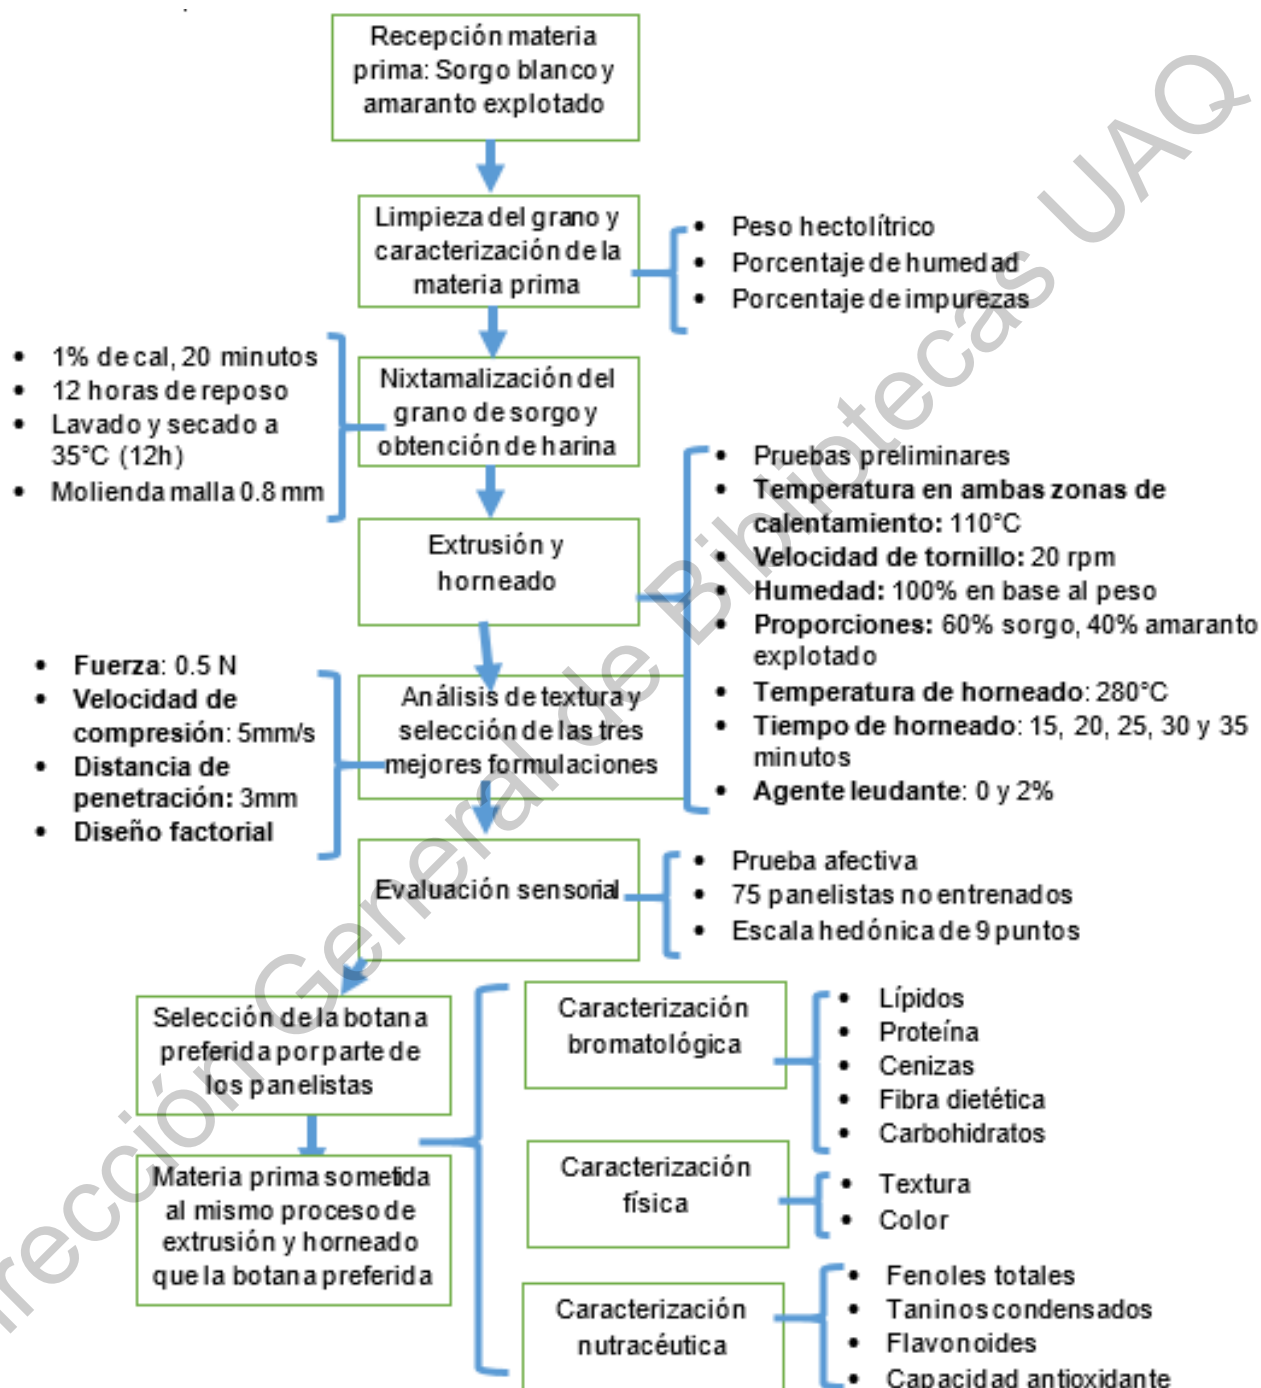 Recepción materia
prima: Sorgo blanco y
amaranto explotado
Limpieza del grano y
caracterización de la
materia prima
• Peso hectolítrico
• Porcentaje de humedad
• Porcentaje de impurezas
• 1% de cal, 20 minutos
• 12 horas de reposo
• Lavado y secado a
35°C (12h)
• Molienda malla 0.8 mm
Nixtamalización del
grano de sorgo y
obtención de harina
Extrusión y
horneado
• Pruebas preliminares
• Temperatura en ambas zonas de
calentamiento: 110°C
• Velocidad de tornillo: 20 rpm
• Humedad: 100% en base al peso
• Proporciones: 60% sorgo, 40% amaranto
explotado
• Temperatura de horneado: 280°C
• Tiempo de horneado: 15, 20, 25, 30 y 35
minutos
• Agente leudante: 0 y 2%
• Fuerza: 0.5 N
• Velocidad de
compresión: 5mm/s
• Distancia de
penetración: 3mm
• Diseño factorial
Análisis de textura y
selección de las tres
mejores formulaciones
Evaluación sensorial
• Prueba afectiva
• 75 panelistas no entrenados
• Escala hedónica de 9 puntos
Selección de la botana
preferida por parte de
los panelistas
Materia prima sometida
al mismo proceso de
extrusión y horneado
que la botana preferida
Caracterización
bromatológica
• Lípidos
• Proteína
• Cenizas
• Fibra dietética
• Carbohidratos
Caracterización
física
• Textura
• Color
Caracterización
nutracéutica
• Fenoles totales
• Taninos condensados
• Flavonoides
• Capacidad antioxidante
rección General de Bibliotecas UAQ